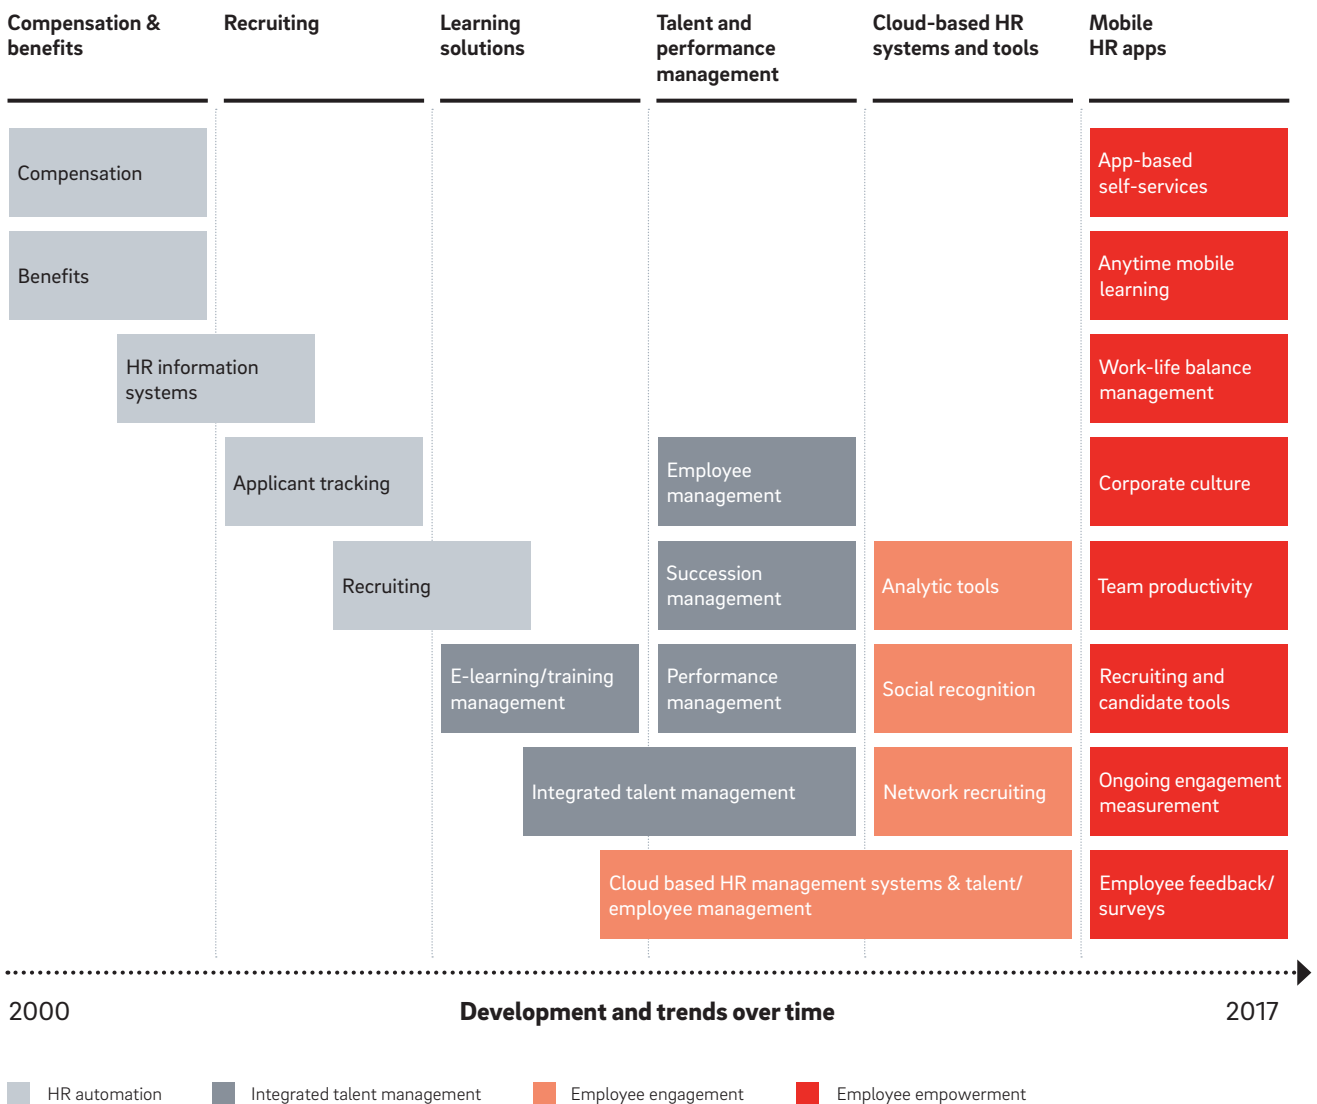 Compensation &
benefits
Recruiting
Learning
solutions
Talent and
performance
management
Cloud-based HR
systems and tools
Mobile
HR apps
Compensation
Benefits
HR information
systems
Applicant tracking
Recruiting
E-learning/training
management
Integrated talent management
Employee
management
Succession
management
Performance
management
Cloud based HR management systems & talent/
employee management
Analytic tools
Social recognition
Network recruiting
App-based
self-services
Anytime mobile
learning
Work-life balance
management
Corporate culture
Team productivity
Recruiting and
candidate tools
Ongoing engagement
measurement
Employee feedback/
surveys
2000
Development and trends over time
2017
HR automation
Integrated talent management
Employee engagement
Employee empowerment